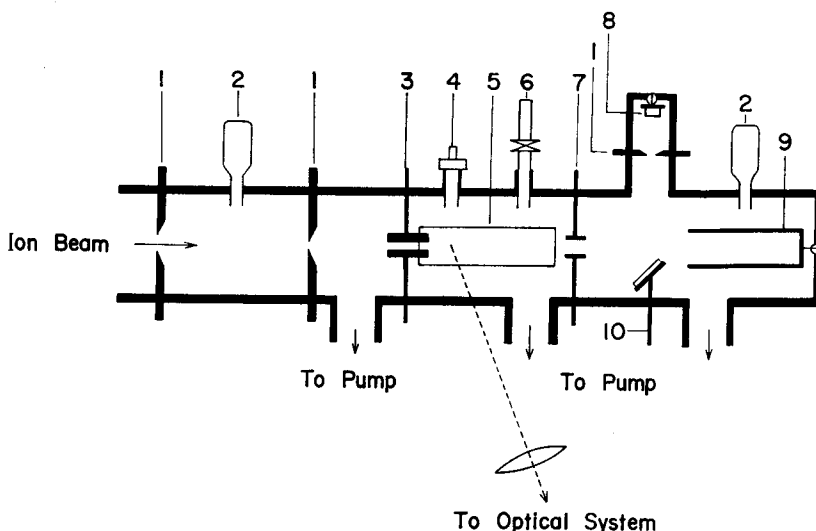 8
1 2 1 3 4 5 6 7 1 2 9
Ion Beam
10
To Pump To Pump
To Optical System